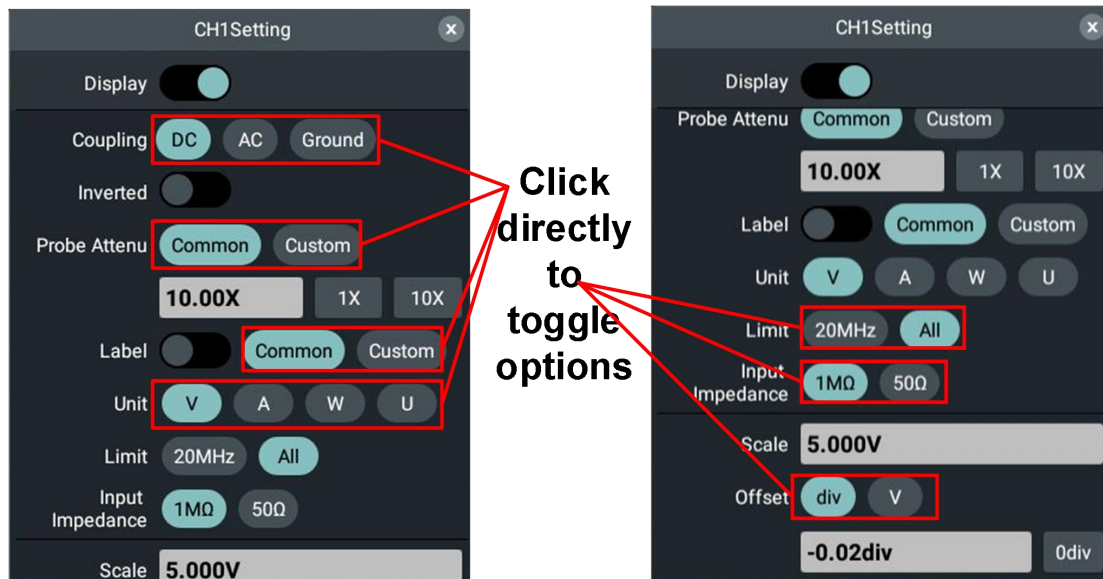 CH1Setting
x
Display
Coupling DC AC Ground
Inverted
Probe Attenu Common Custom
10.00X 1X 10X
Label Common Custom
Unit V A W U
Limit 20MHz All
Input
Impedance
1MΩ 50Ω
Scale 5.000V
Click
directly
to
toggle
options
CH1Setting
x
Display
Probe Attenu Common Custom
10.00X 1X 10X
Label Common Custom
Unit V A W U
Limit 20MHz All
Input
Impedance
1MΩ 50Ω
Scale 5.000V
Offset div V
-0.02div 0div